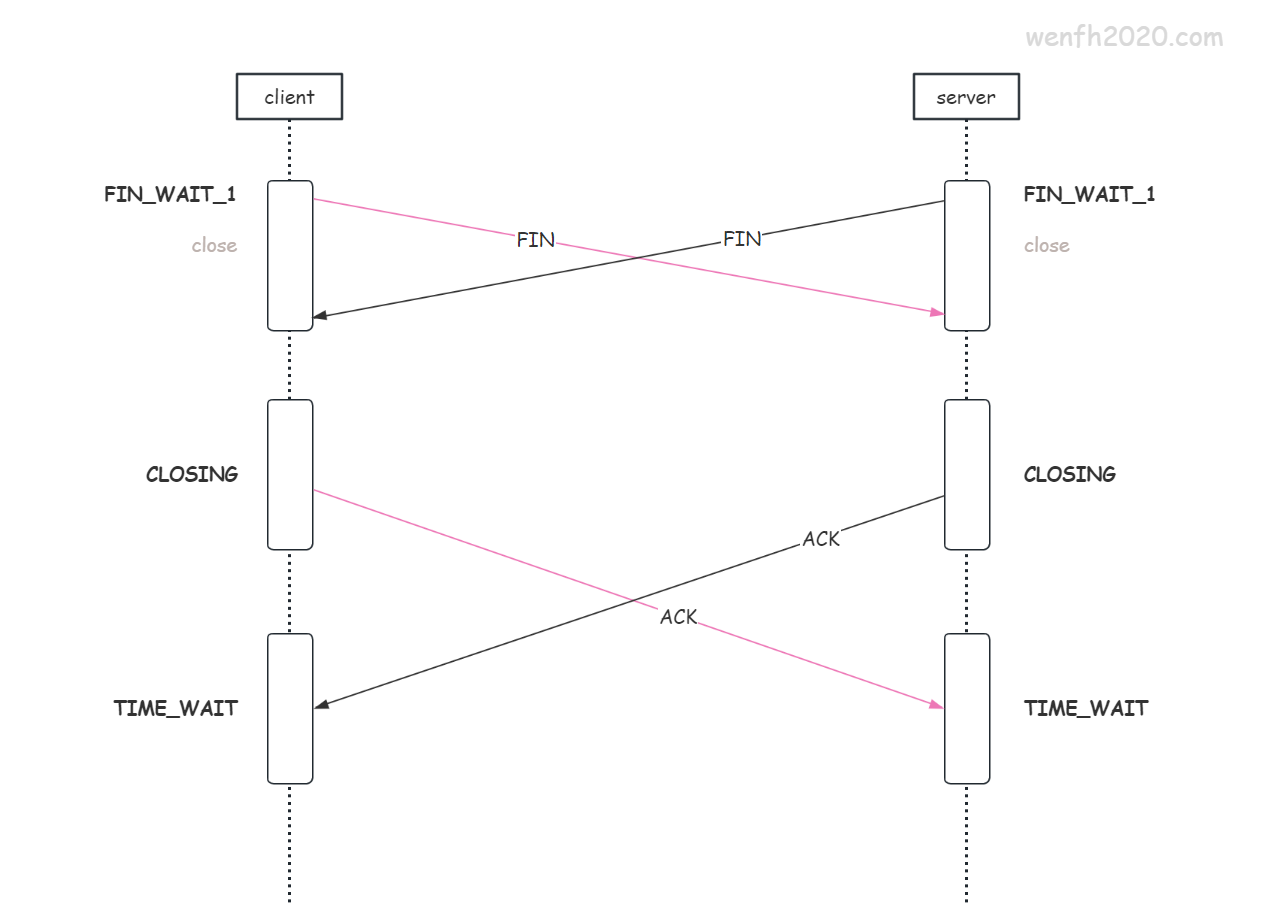 wenfh2020.com
client
server
FIN_WAIT_1
FIN_WAIT_1
FIN
FIN
close
close
CLOSING
CLOSING
ACK
ACK
TIME_WAIT
TIME_WAIT